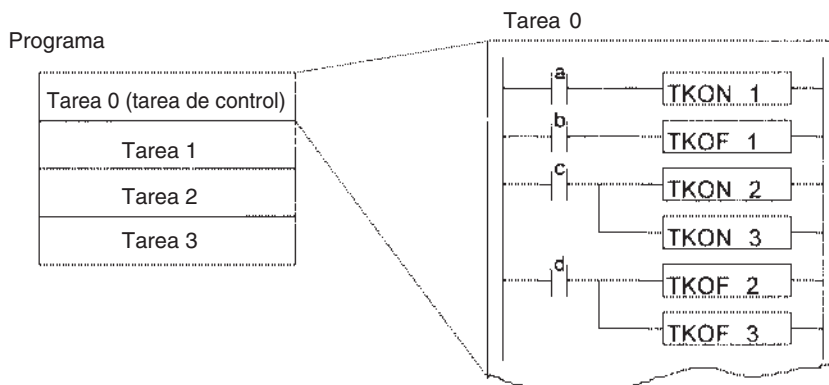 Programa
Tarea 0 (tarea de control)
Tarea 1
Tarea 2
Tarea 3
Tarea 0
a
TKON 1
b
TKOF 1
c
TKON 2
TKON 3
d
TKOF 2
TKOF 3